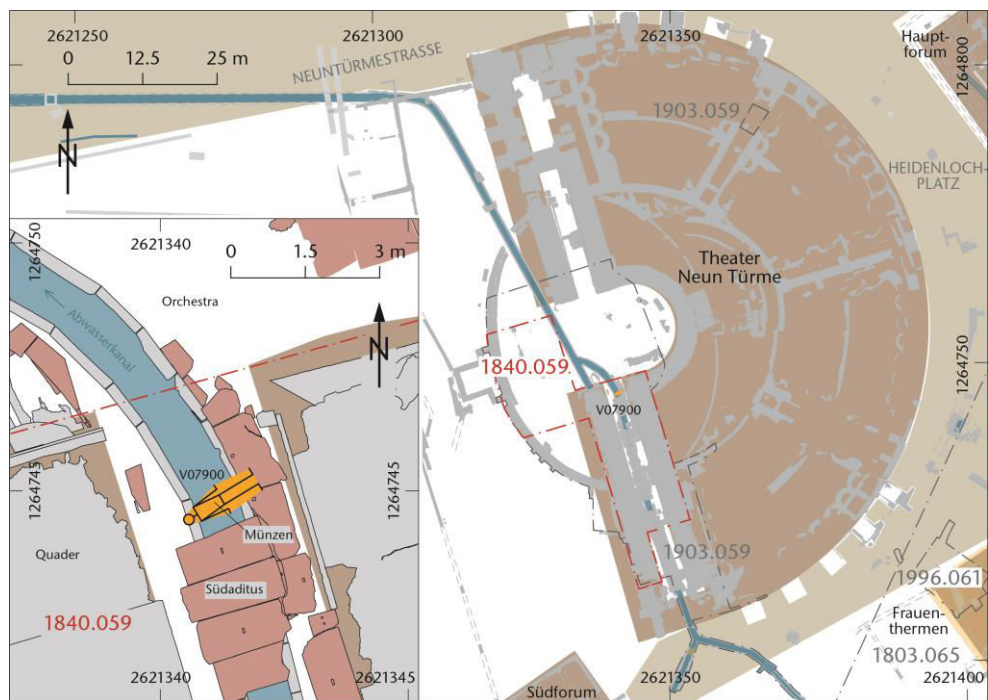 2621250
2621300
2621350
0 12.5 25 m
NEUNTÜRMESTRASSE
Haupt-
forum
1264800
N
1903.059
HEIDENLOCH-
PLATZ
Theater
Neun Türme
1840.059
V07900
1264750
1903.059
1996.061
Frauen-
thermen
1803.065
Südforum
2621350
2621400
1264750
2621340
0 1.5 3 m
Orchestra
N
Abwasserkanal
V07900
1264745
1264745
Münzen
Quader
Südaditus
1840.059
2621340
2621345